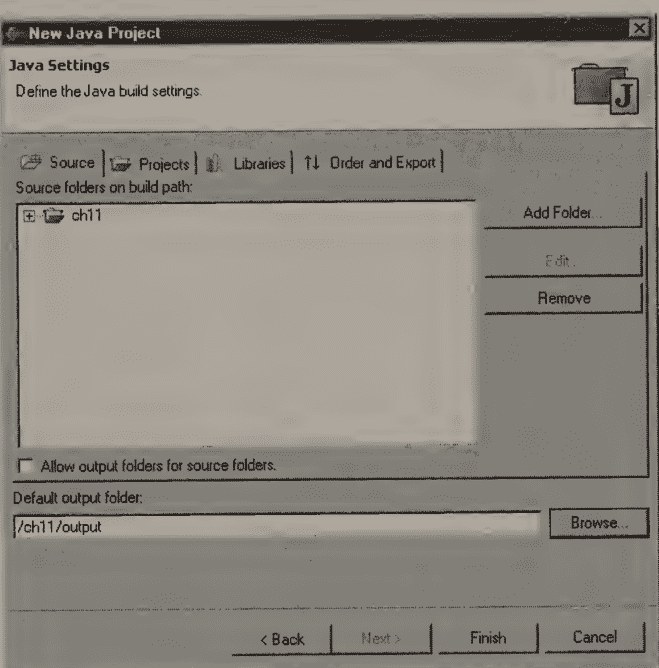 New Java Project
Java Settings
Define the Java build settings.
J
Source Projects Libraries Order and Export
Source folders on build path:
ch11
Add Folder...
Edit...
Remove
Allow output folders for source folders.
Default output folder:
/ch11/output
Browse...
< Back Next > Finish Cancel